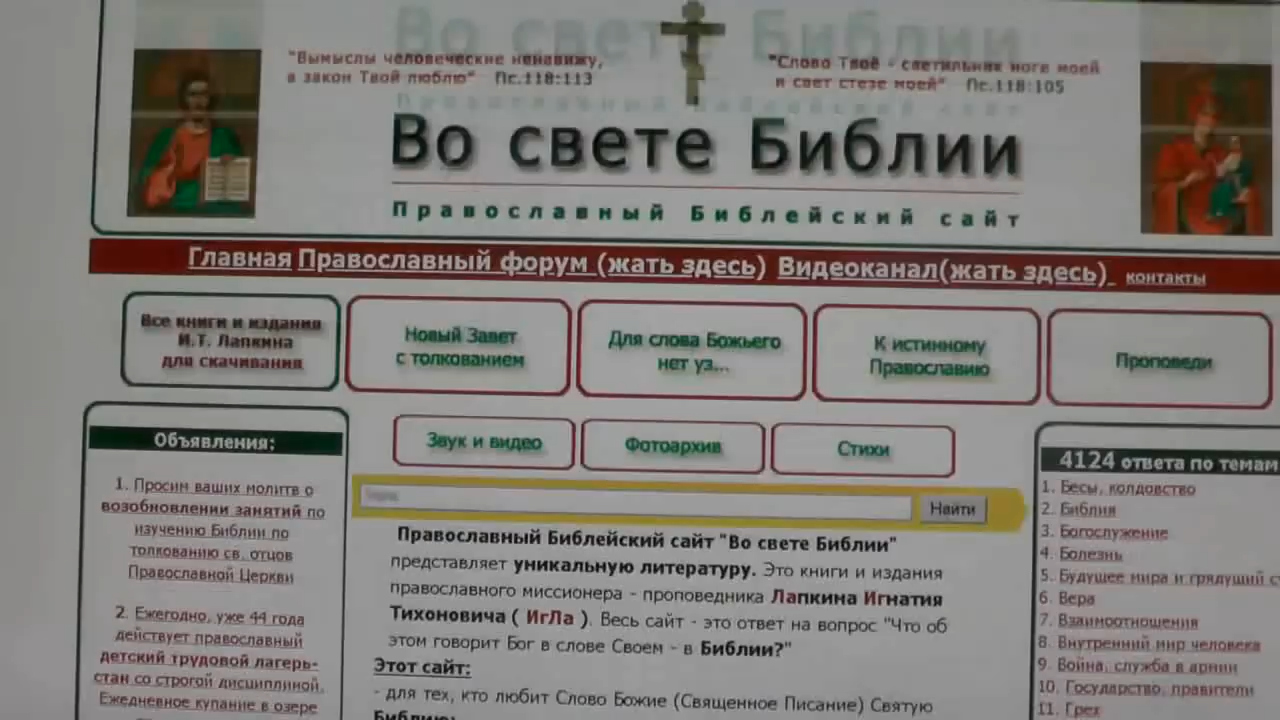 Во свете Библии
"Вымыслы человеческие ненавижу,
а закон Твой люблю" Пс.118:113
"Слово Твоё - светильник ноге моей
и свет стезе моей" Пс.118:105
Во свете Библии
Православный Библейский сайт
Главная Православный форум (жать здесь) Видеоканал(жать здесь) контакты
Все книги и издания
И.Т. Лапкина
для скачивания
Новый Завет
с толкованием
Для слова Божьего
нет уз...
К истинному
Православию
Проповеди
Звук и видео
Фотоархив
Стихи
Объявления:
1. Просим ваших молитв о
возобновлении занятий по
изучению Библии по
толкованию св. отцов
Православной Церкви
2. Ежегодно, уже 44 года
действует православный
детский трудовой лагерь-
стан со строгой дисциплиной.
Ежедневное купание в озере
Найти
Православный Библейский сайт "Во свете Библии"
представляет уникальную литературу. Это книги и издания
православного миссионера - проповедника Лапкина Игнатия
Тихоновича ( ИгЛа ). Весь сайт - это ответ на вопрос "Что об
этом говорит Бог в слове Своем - в Библии?"
Этот сайт:
- для тех, кто любит Слово Божие (Священное Писание) Святую
Библию;
4124 ответа по темам
1. Бесы, колдовство
2. Библия
3. Богослужение
4. Болезнь
5. Будущее мира и грядущий
6. Вера
7. Взаимоотношения
8. Внутренний мир человека
9. Война, служба в армии
10. Государство, правители
11. Грех